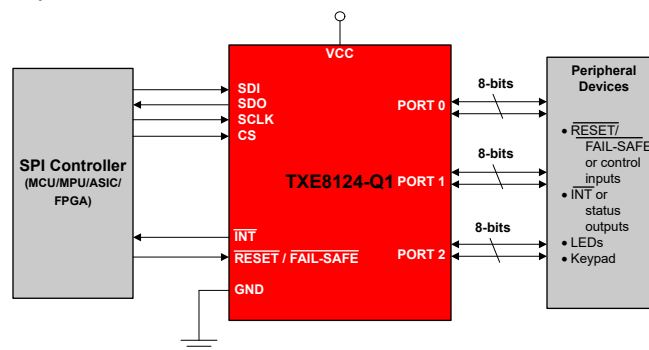 VCC
SPI Controller
(MCU/MPU/ASIC/
FPGA)
SDI
SDO
SCLK
CS
INT
RESET / FAIL-SAFE
GND
TXE8124-Q1
PORT 0
PORT 1
PORT 2
8-bits
8-bits
8-bits
Peripheral
Devices
• RESET/
FAIL-SAFE
or control
inputs
• INT or
status
outputs
• LEDs
• Keypad